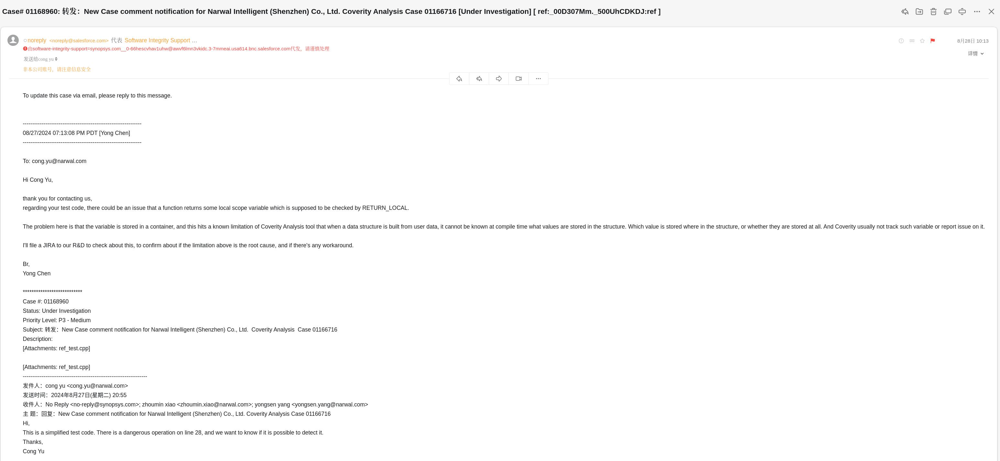 Case# 01168960: 转发：New Case comment notification for Narwal Intelligent (Shenzhen) Co., Ltd. Coverity Analysis Case 01166716 [Under Investigation] [ ref:_00D307Mm._500UhCDKDJ:ref ]
noreply <noreply@salesforce.com> 代表 Software Integrity Support …
8月28日 10:13
由software-integrity-support=synopsys.com__0-66hescvhav1uhw@awvf6lmn3vkidc.3-7mmeai.usa614.bnc.salesforce.com代发，请谨慎处理
详情
发送给cong yu
非本公司账号，请注意信息安全
To update this case via email, please reply to this message.
---------------------------------------------------------------
08/27/2024 07:13:08 PM PDT [Yong Chen]
---------------------------------------------------------------
To: cong.yu@narwal.com
Hi Cong Yu,
thank you for contacting us,
regarding your test code, there could be an issue that a function returns some local scope variable which is supposed to be checked by RETURN_LOCAL.
The problem here is that the variable is stored in a container, and this hits a known limitation of Coverity Analysis tool that when a data structure is built from user data, it cannot be known at compile time what values are stored in the structure. Which value is stored where in the structure, or whether they are stored at all. And Coverity usually not track such variable or report issue on it.
I'll file a JIRA to our R&D to check about this, to confirm about if the limitation above is the root cause, and if there's any workaround.
Br,
Yong Chen
***************************
Case #: 01168960
Status: Under Investigation
Priority Level: P3 - Medium
Subject: 转发：New Case comment notification for Narwal Intelligent (Shenzhen) Co., Ltd.  Coverity Analysis  Case 01166716
Description:
[Attachments: ref_test.cpp]
[Attachments: ref_test.cpp]
------------------------------------------------------------------
发件人：cong yu <cong.yu@narwal.com>
发送时间：2024年8月27日(星期二) 20:55
收件人：No Reply <no-reply@synopsys.com>; zhoumin xiao <zhoumin.xiao@narwal.com>; yongsen yang <yongsen.yang@narwal.com>
主 题：回复：New Case comment notification for Narwal Intelligent (Shenzhen) Co., Ltd. Coverity Analysis Case 01166716
Hi,
This is a simplified test code. There is a dangerous operation on line 28, and we want to know if it is possible to detect it.
Thanks,
Cong Yu